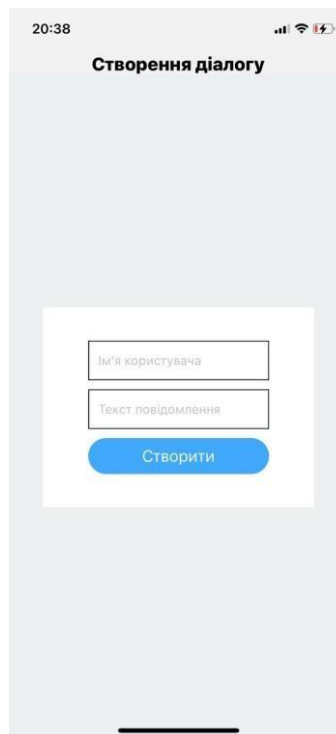 20:38
Створення діалогу
Ім'я користувача
Текст повідомлення
Створити